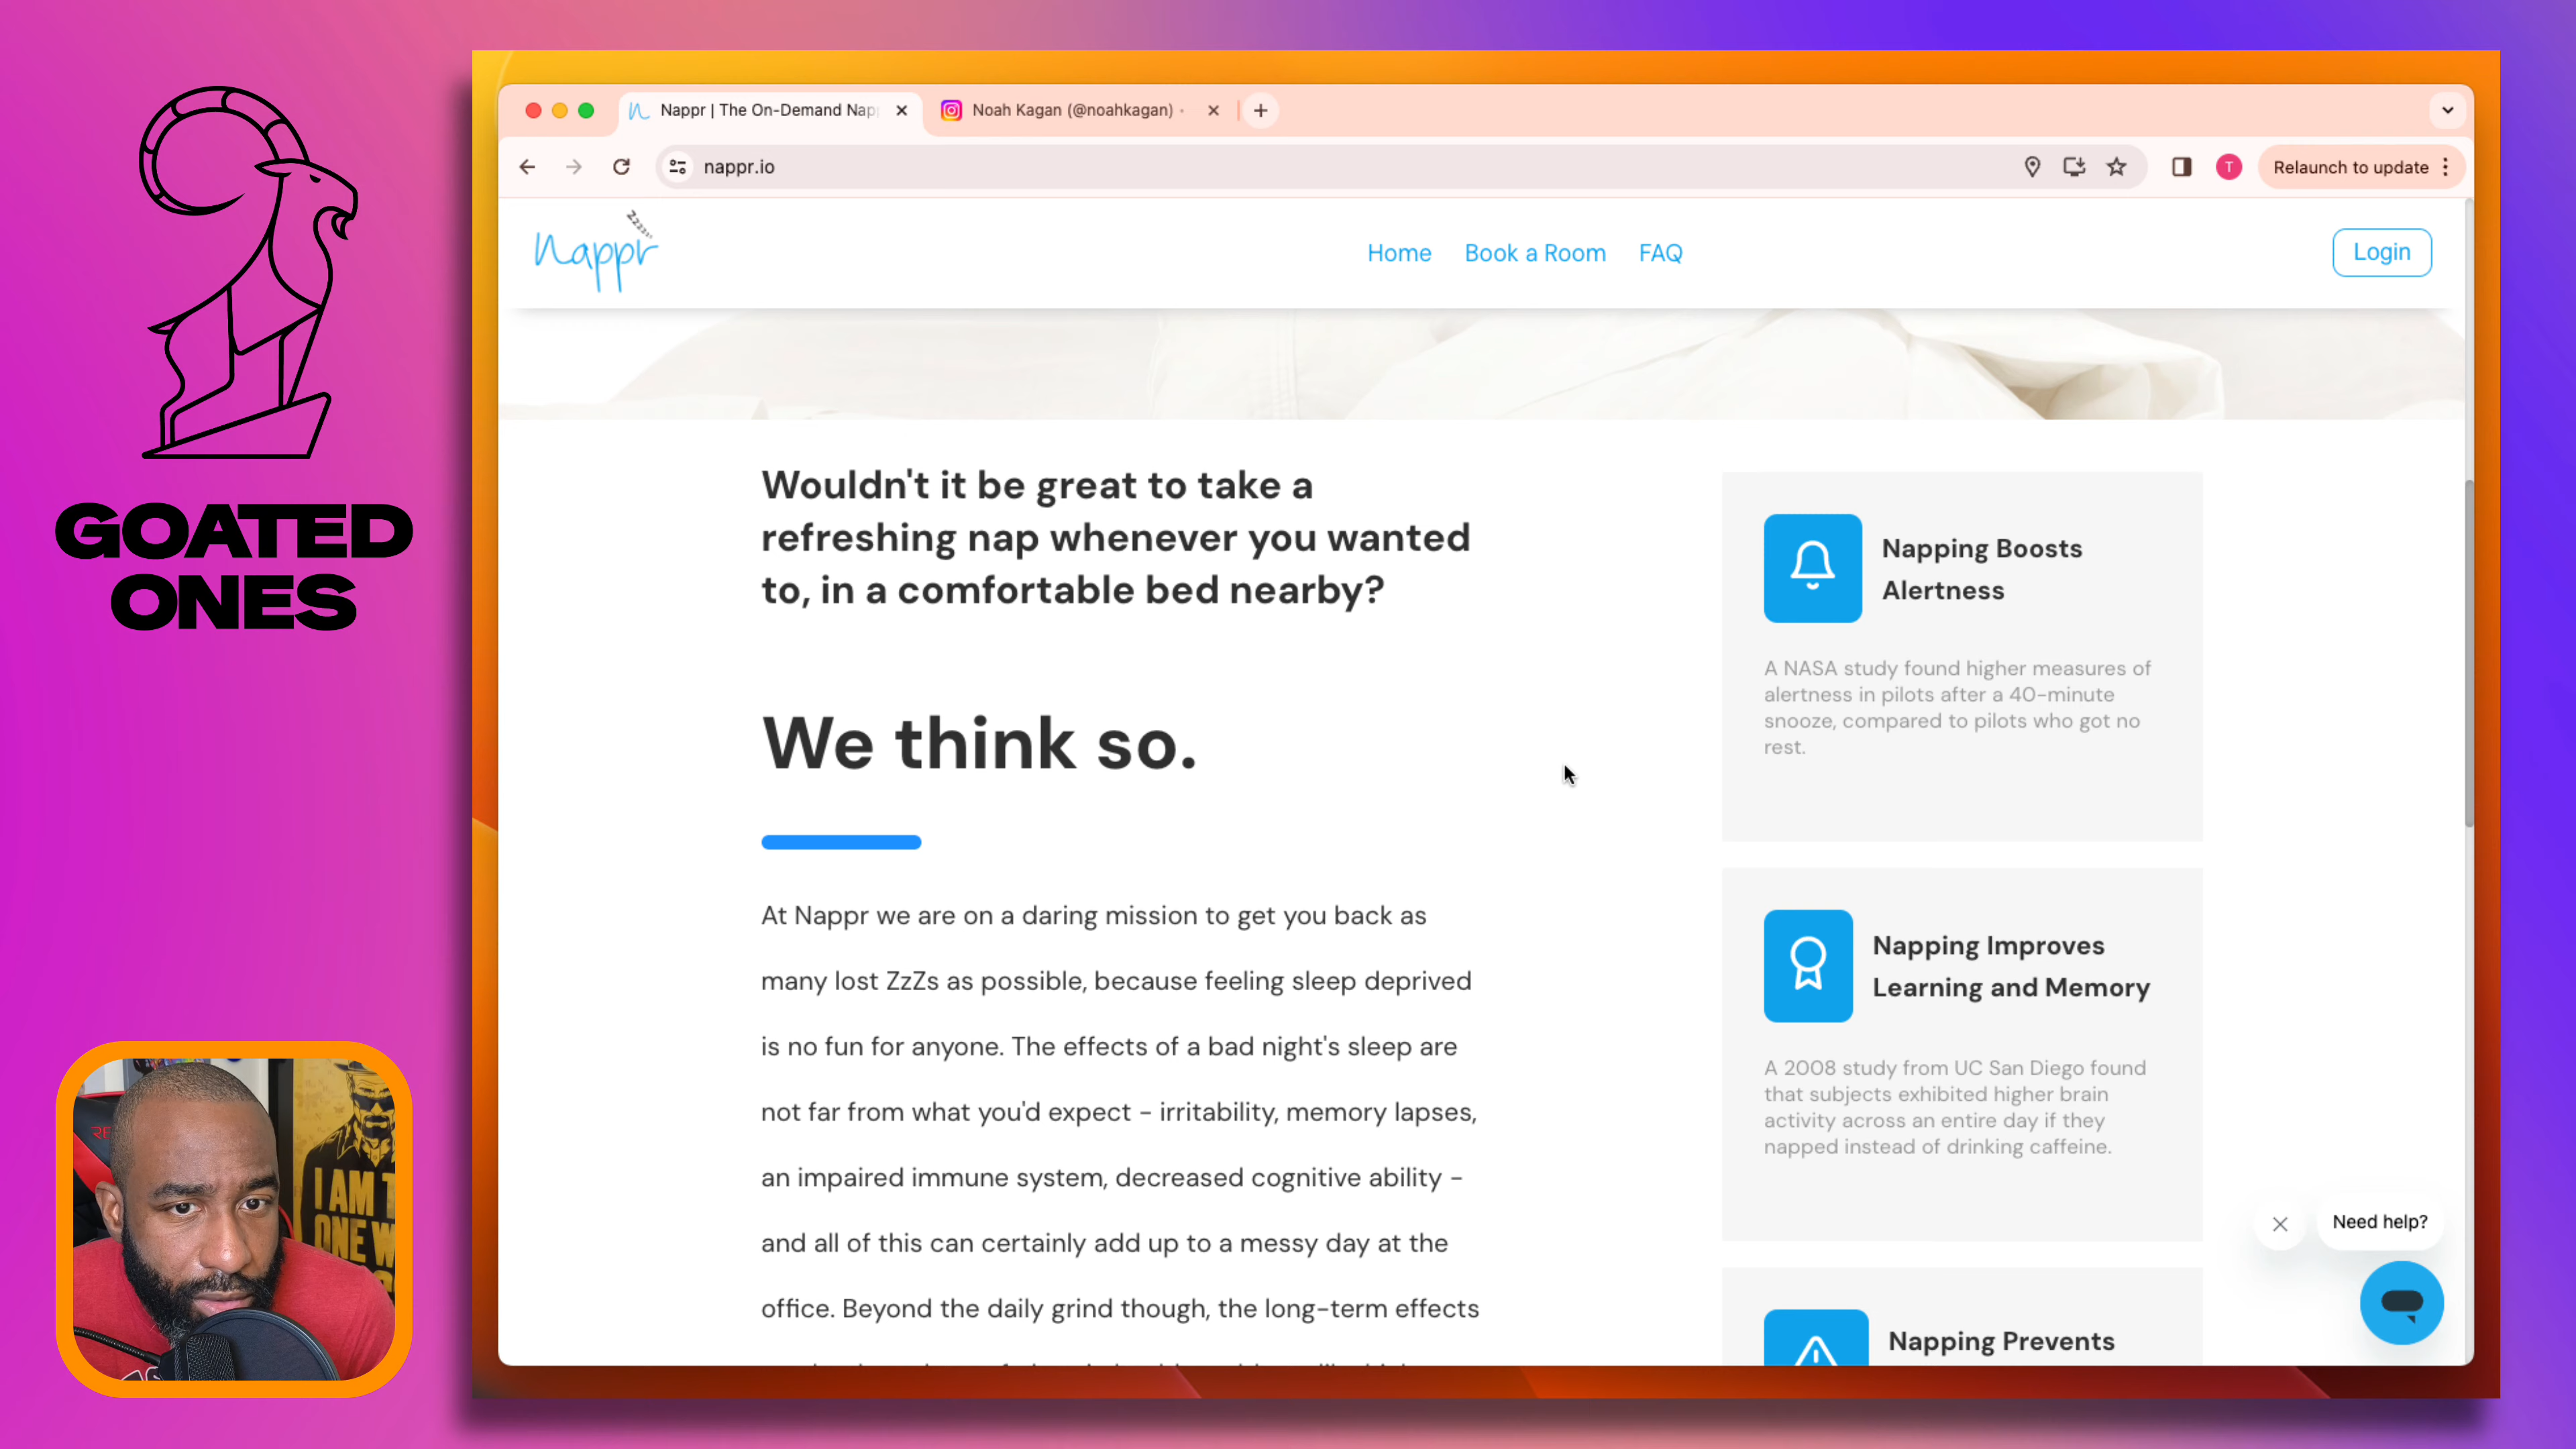 GOATED
ONES
Nappr | The On-Demand Nap
Noah Kagan (@noahkagan) •
nappr.io
T
Relaunch to update
Nappr
Zzzz
Home
Book a Room
FAQ
Login
Wouldn't it be great to take a
refreshing nap whenever you wanted
to, in a comfortable bed nearby?
We think so.
At Nappr we are on a daring mission to get you back as
many lost ZzZs as possible, because feeling sleep deprived
is no fun for anyone. The effects of a bad night's sleep are
not far from what you'd expect - irritability, memory lapses,
an impaired immune system, decreased cognitive ability -
and all of this can certainly add up to a messy day at the
office. Beyond the daily grind though, the long-term effects
Napping Boosts
Alertness
A NASA study found higher measures of
alertness in pilots after a 40-minute
snooze, compared to pilots who got no
rest.
Napping Improves
Learning and Memory
A 2008 study from UC San Diego found
that subjects exhibited higher brain
activity across an entire day if they
napped instead of drinking caffeine.
Napping Prevents
Need help?
I AM T
ONE W